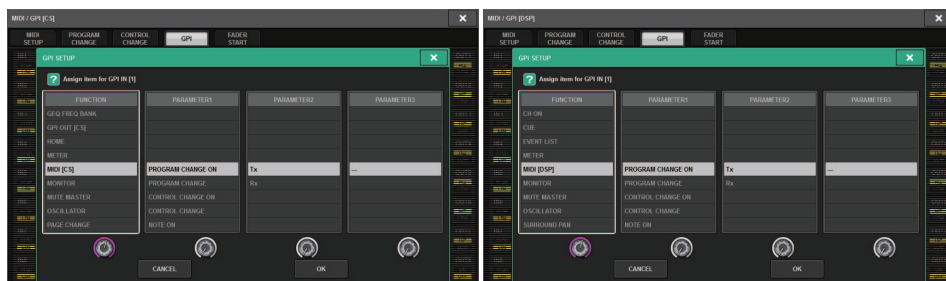 MIDI / GPI [CS]
MIDI SETUP
PROGRAM CHANGE
CONTROL CHANGE
GPI
FADER START
GPI SETUP
? Assign item for GPI IN [1]
FUNCTION PARAMETER1 PARAMETER2 PARAMETER3
GEQ FREQ BANK
GPI OUT [CS]
HOME
METER
MIDI [CS] PROGRAM CHANGE ON Tx ---
MONITOR PROGRAM CHANGE Rx
MUTE MASTER CONTROL CHANGE ON
OSCILLATOR CONTROL CHANGE
PAGE CHANGE NOTE ON
CANCEL OK
MIDI / GPI [DSP]
MIDI SETUP
PROGRAM CHANGE
CONTROL CHANGE
GPI
FADER START
GPI SETUP
? Assign item for GPI IN [1]
FUNCTION PARAMETER1 PARAMETER2 PARAMETER3
CH ON
CUE
EVENT LIST
METER
MIDI [DSP] PROGRAM CHANGE ON Tx ---
MONITOR PROGRAM CHANGE Rx
MUTE MASTER CONTROL CHANGE ON
OSCILLATOR CONTROL CHANGE
SURROUND PAN NOTE ON
CANCEL OK